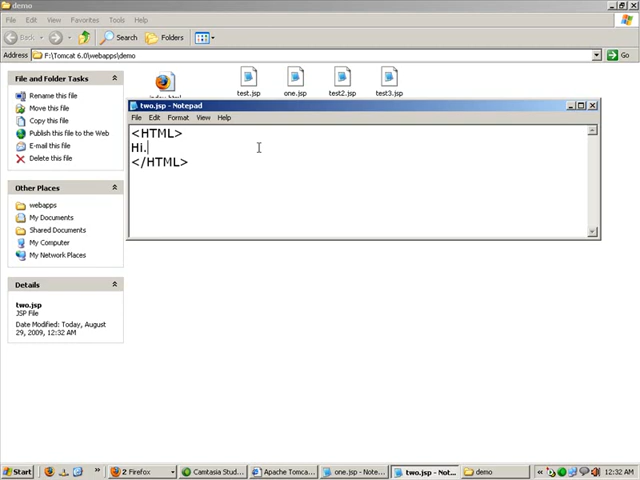 demo
File Edit View Favorites Tools Help
Back Search Folders
Address F:\Tomcat 6.0\webapps\demo
File and Folder Tasks
Rename this file
Move this file
Copy this file
Publish this file to the Web
E-mail this file
Delete this file
Other Places
webapps
My Documents
Shared Documents
My Computer
My Network Places
Details
two.jsp
JSP File
Date Modified: Today, August
29, 2009, 12:32 AM
test.jsp one.jsp test2.jsp test3.jsp
two.jsp - Notepad
File Edit Format View Help
<HTML>
Hi.
</HTML>
Start 2 Firefox Camtasia Stud... Apache Tomca... one.jsp - Note... two.jsp - Not... demo 12:32 AM